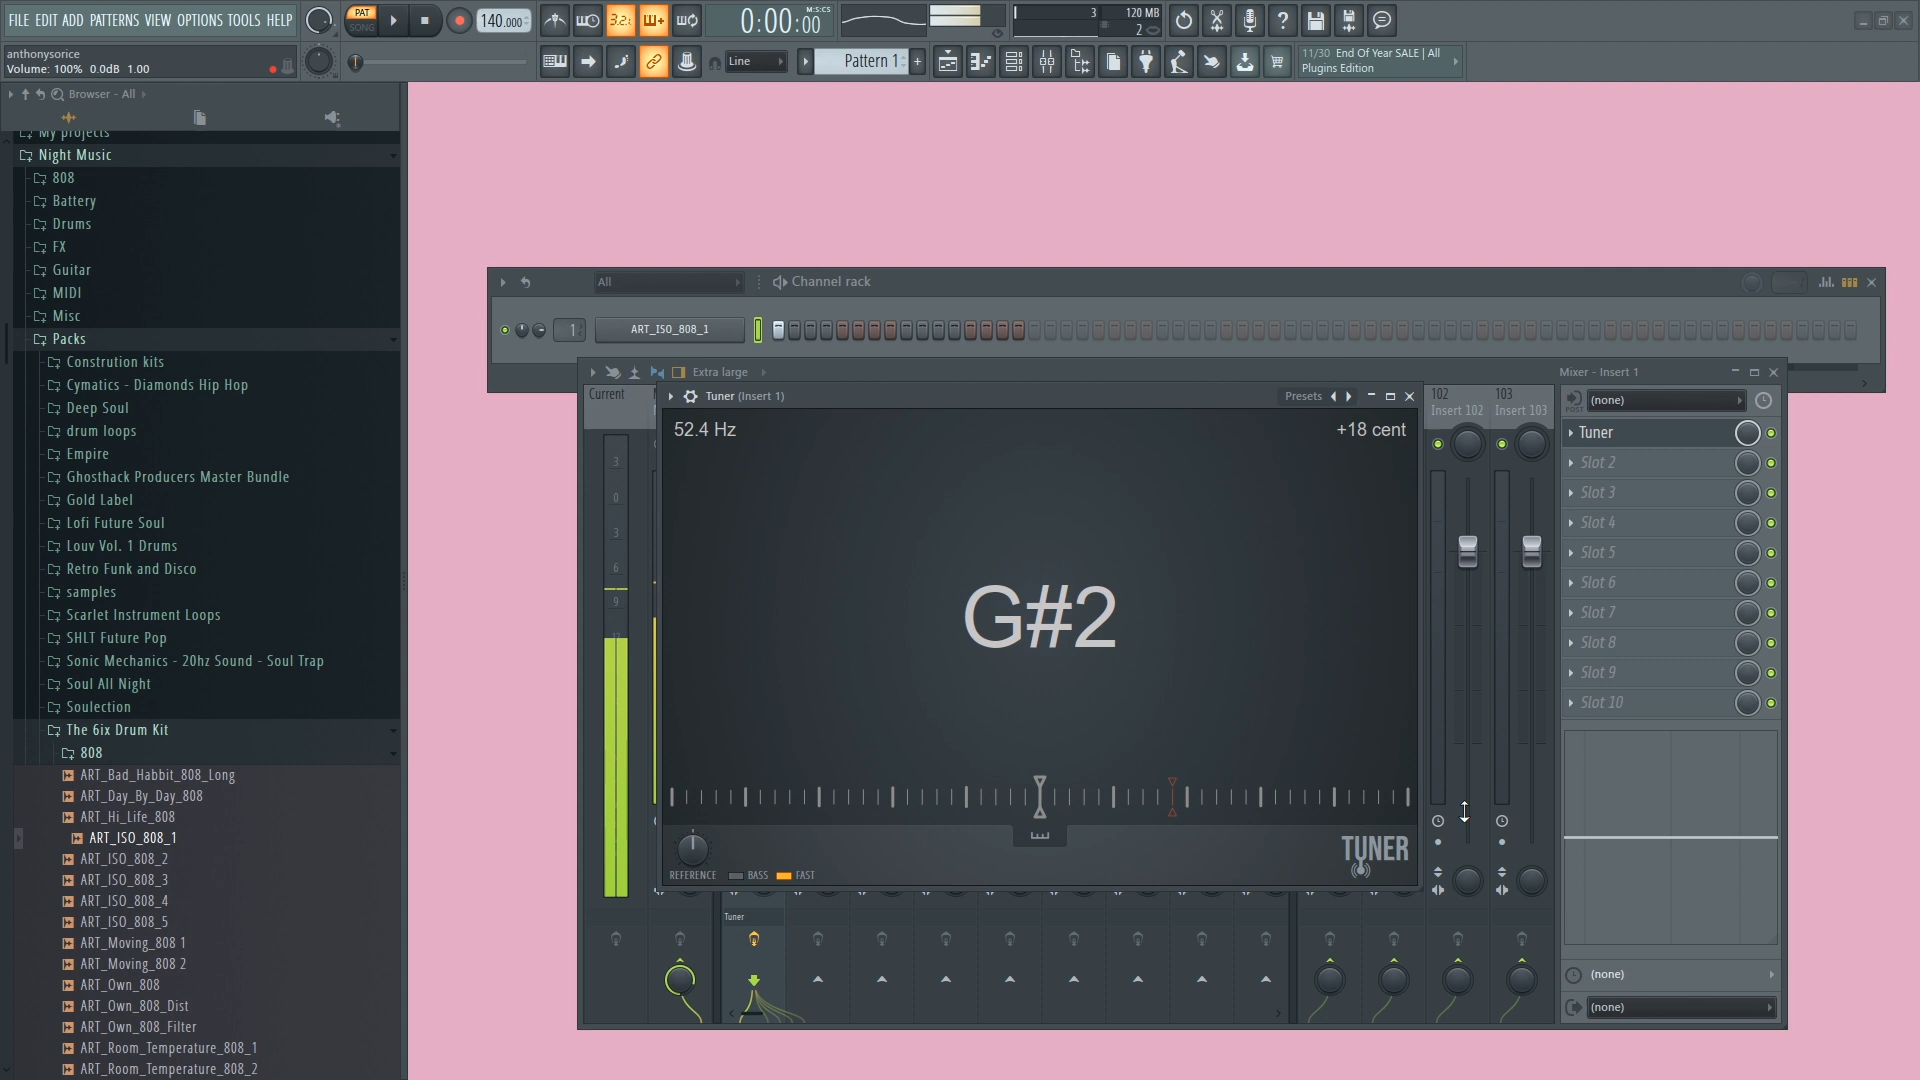 FILE EDIT ADD PATTERNS VIEW OPTIONS TOOLS HELP
PAT
SONG
140.000
3.2.
0:00:00
M:S:CS
3
120 MB
2
anthonysorice
Volume: 100% 0.0dB 1.00
Line
Pattern 1
+
11/30 End Of Year SALE | All
Plugins Edition
Browser - All
My projects
Night Music
808
Battery
Drums
FX
Guitar
MIDI
Misc
Packs
Constrution kits
Cymatics - Diamonds Hip Hop
Deep Soul
drum loops
Empire
Ghosthack Producers Master Bundle
Gold Label
Lofi Future Soul
Louv Vol. 1 Drums
Retro Funk and Disco
samples
Scarlet Instrument Loops
SHLT Future Pop
Sonic Mechanics - 20hz Sound - Soul Trap
Soul All Night
Soulection
The 6ix Drum Kit
808
ART_Bad_Habbit_808_Long
ART_Day_By_Day_808
ART_Hi_Life_808
ART_ISO_808_1
ART_ISO_808_2
ART_ISO_808_3
ART_ISO_808_4
ART_ISO_808_5
ART_Moving_808 1
ART_Moving_808 2
ART_Own_808
ART_Own_808_Dist
ART_Own_808_Filter
ART_Room_Temperature_808_1
ART_Room_Temperature_808_2
All
Channel rack
1
ART_ISO_808_1
Extra large
Mixer - Insert 1
Current
3
0
3
6
9
Tuner (Insert 1)
Presets
52.4 Hz
+18 cent
G#2
REFERENCE
BASS
FAST
TUNER
Tuner
102
Insert 102
103
Insert 103
POST
(none)
Tuner
Slot 2
Slot 3
Slot 4
Slot 5
Slot 6
Slot 7
Slot 8
Slot 9
Slot 10
(none)
(none)